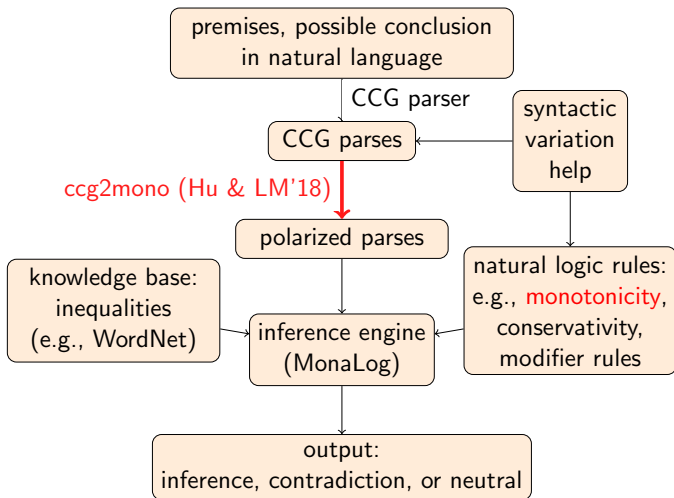 premises, possible conclusion
in natural language
CCG parser
syntactic
variation
help
CCG parses
ccg2mono (Hu & LM'18)
polarized parses
knowledge base:
inequalities
(e.g., WordNet)
inference engine
(MonaLog)
natural logic rules:
e.g., monotonicity,
conservativity,
modifier rules
output:
inference, contradiction, or neutral